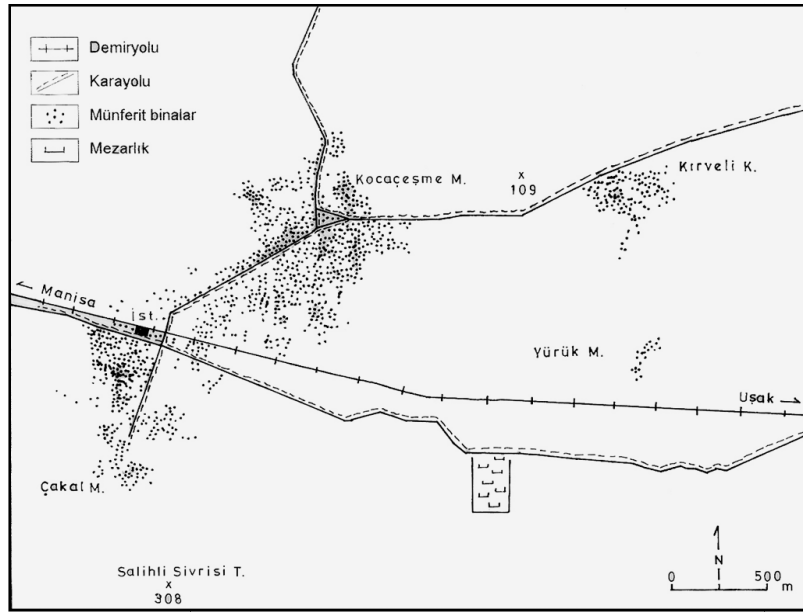 Demiryolu
Karayolu
Münferit binalar
Mezarlık
Kocaçeşme M.
x
109
Kırveli K.
Manisa
İst.
Yürük M.
Uşak
Çakal M.
Salihli Sivrisi T.
x
308
N
0 500
m